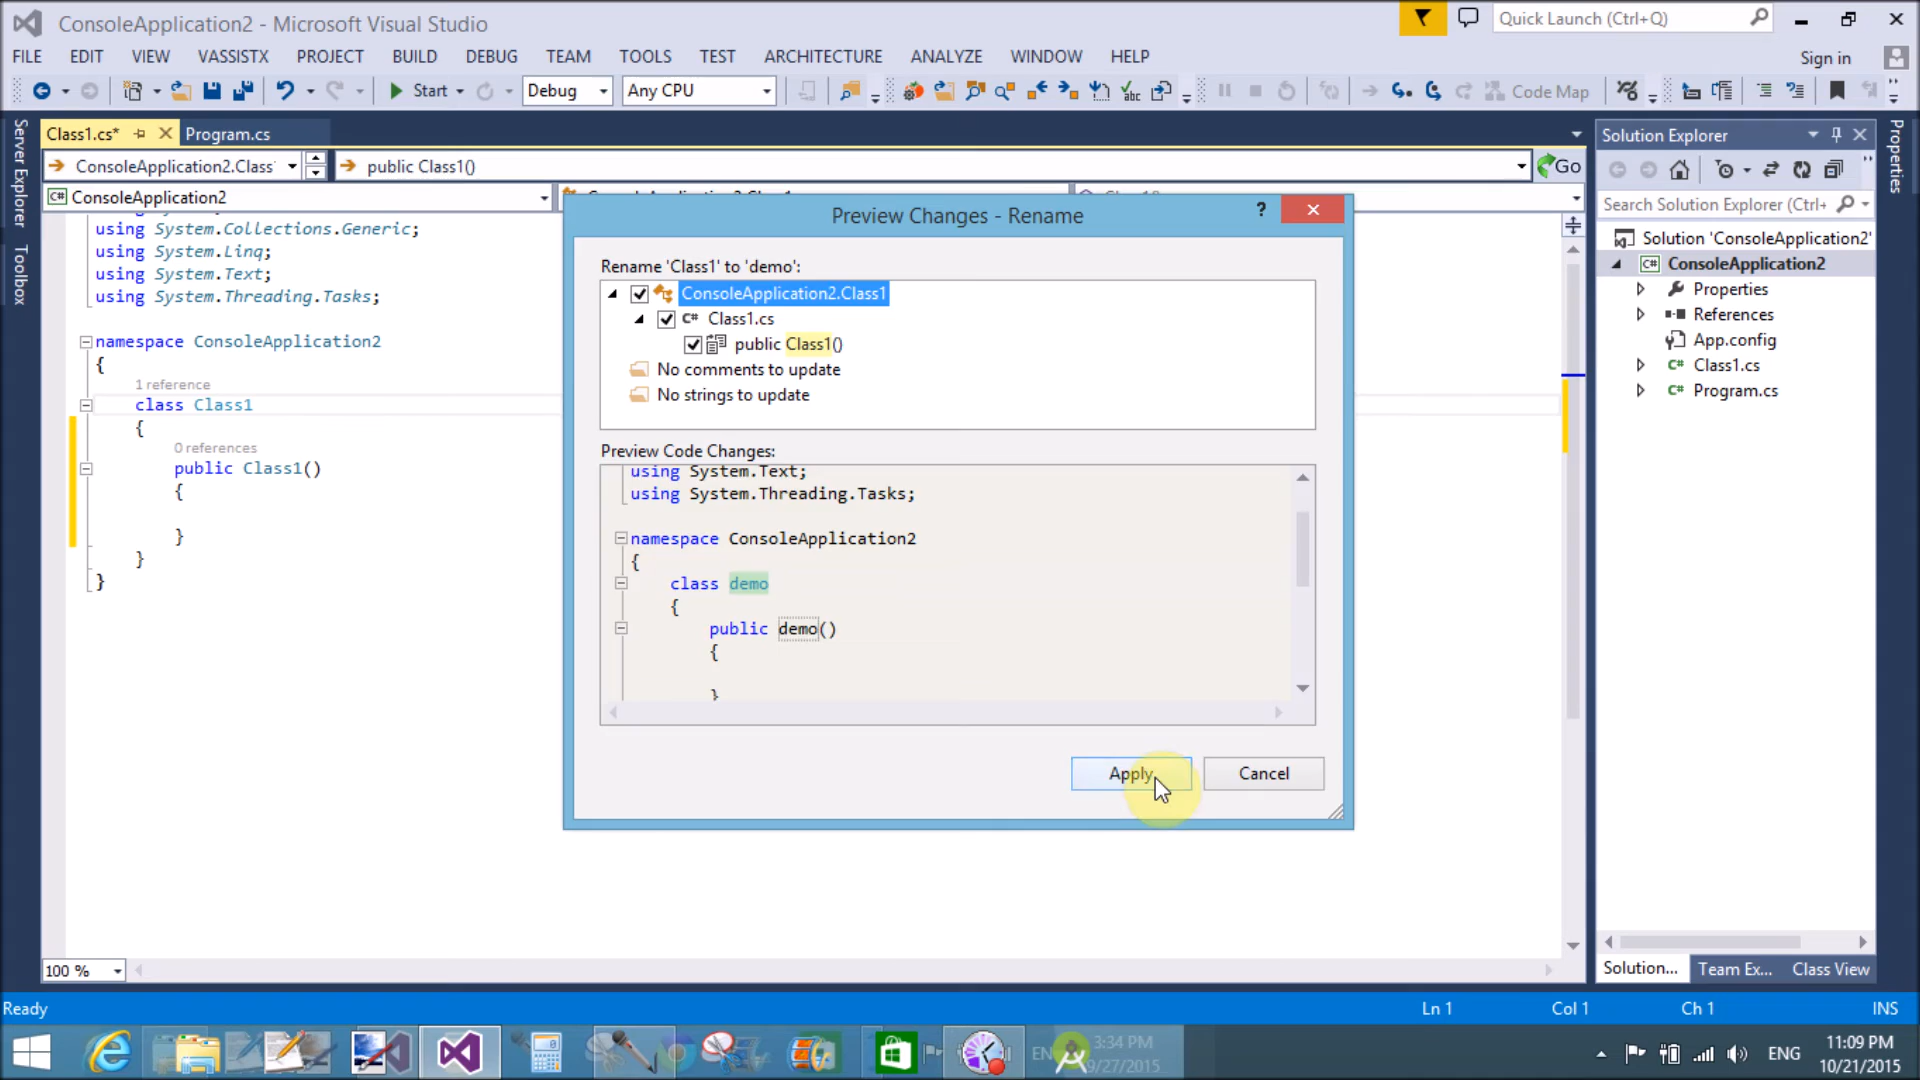 ConsoleApplication2 - Microsoft Visual Studio
Quick Launch (Ctrl+Q)
FILE EDIT VIEW VASSISTX PROJECT BUILD DEBUG TEAM TOOLS TEST ARCHITECTURE ANALYZE WINDOW HELP
Sign in
Start
Debug
Any CPU
Code Map
Server Explorer
Toolbox
Class1.cs*
Program.cs
ConsoleApplication2.Class
public Class1()
Go
ConsoleApplication2
using System.Collections.Generic;
using System.Linq;
using System.Text;
using System.Threading.Tasks;
namespace ConsoleApplication2
{
1 reference
class Class1
{
0 references
public Class1()
{
}
}
}
Preview Changes - Rename
?
Rename 'Class1' to 'demo':
ConsoleApplication2.Class1
C# Class1.cs
public Class1()
No comments to update
No strings to update
Preview Code Changes:
using System.Text;
using System.Threading.Tasks;
namespace ConsoleApplication2
{
class demo
{
public demo()
{
}
Apply
Cancel
Solution Explorer
Search Solution Explorer (Ctrl+
Solution 'ConsoleApplication2'
C# ConsoleApplication2
Properties
References
App.config
C# Class1.cs
C# Program.cs
Solution...
Team Ex...
Class View
Properties
100 %
Ready
Ln 1
Col 1
Ch 1
INS
EN
3:34 PM
9/27/2015
ENG
11:09 PM
10/21/2015